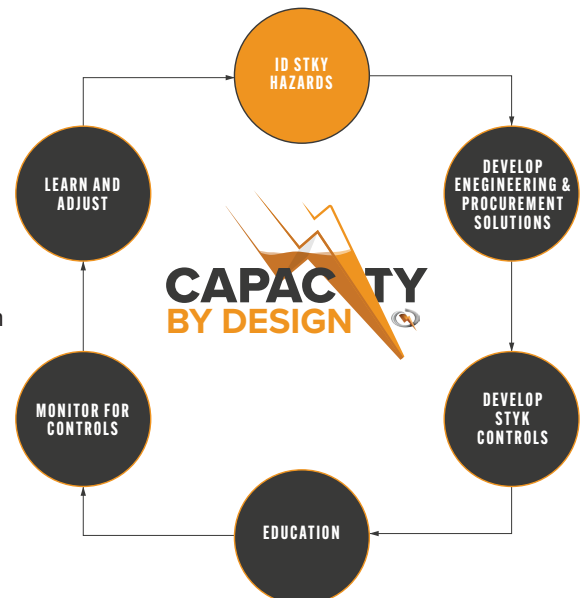 ID STKY
HAZARDS
DEVELOP
ENEGINEERING &
PROCUREMENT
SOLUTIONS
DEVELOP
STYK
CONTROLS
EDUCATION
MONITOR FOR
CONTROLS
LEARN AND
ADJUST
CAPACITY
BY DESIGN